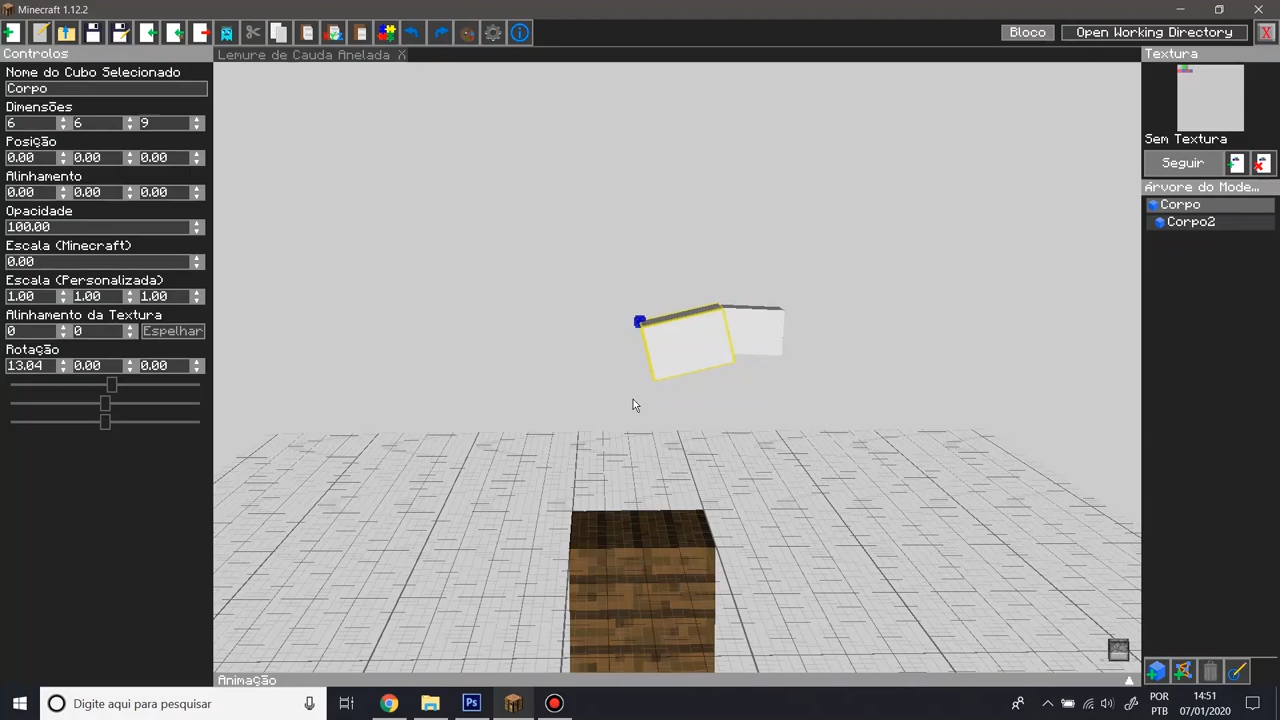 Minecraft 1.12.2
Bloco
Open Working Directory
X
Controlos
Lemure de Cauda Anelada X
Textura
Nome do Cubo Selecionado
Corpo
Dimensões
6 6 9
Posição
0.00 0.00 0.00
Alinhamento
0.00 0.00 0.00
Opacidade
100.00
Escala (Minecraft)
0.00
Escala (Personalizada)
1.00 1.00 1.00
Alinhamento da Textura
0 0 Espelhar
Rotação
13.04 0.00 0.00
Sem Textura
Seguir
Arvore do Mode...
Corpo
Corpo2
Animação
Digite aqui para pesquisar
Ps
POR
PTB
14:51
07/01/2020